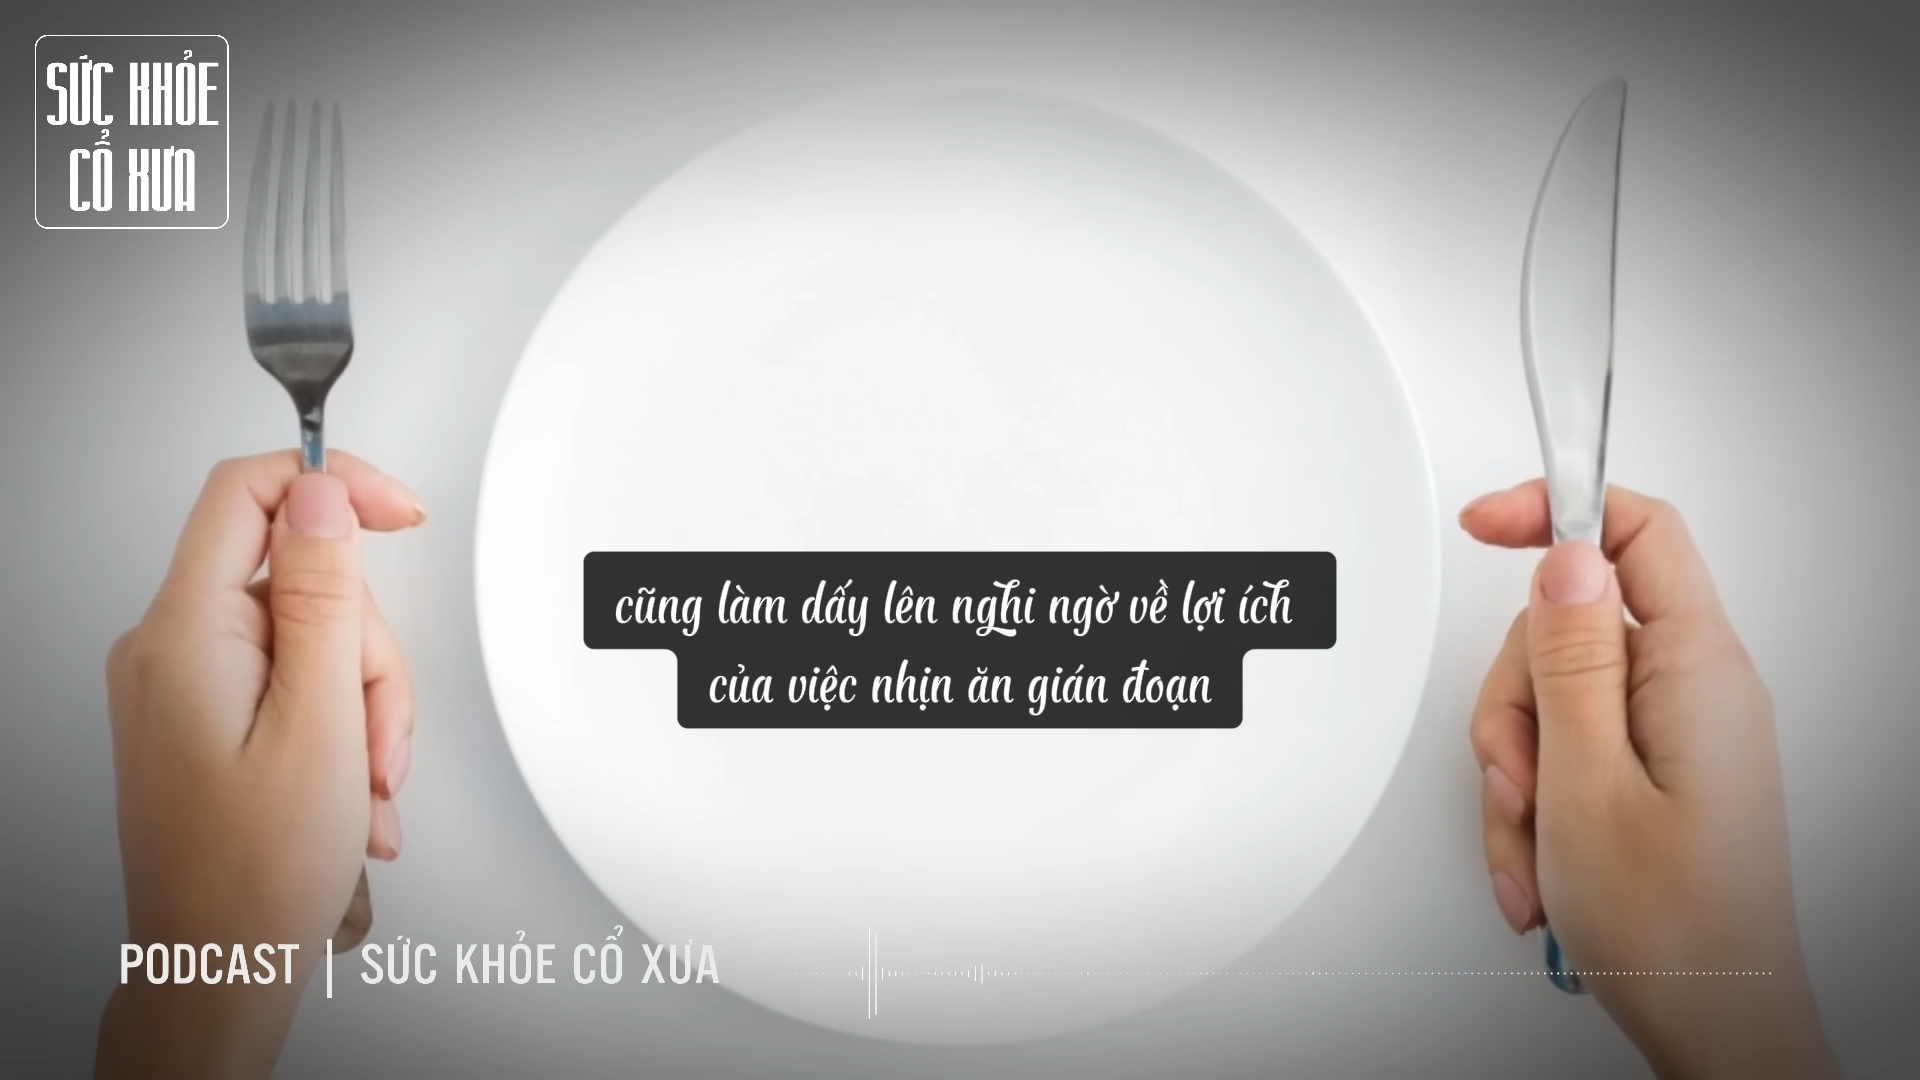 SỨC KHỎE
CỔ XƯA
cũng làm dấy lên nghi ngờ về lợi ích
của việc nhịn ăn gián đoạn
PODCAST | SỨC KHỎE CỔ XƯA